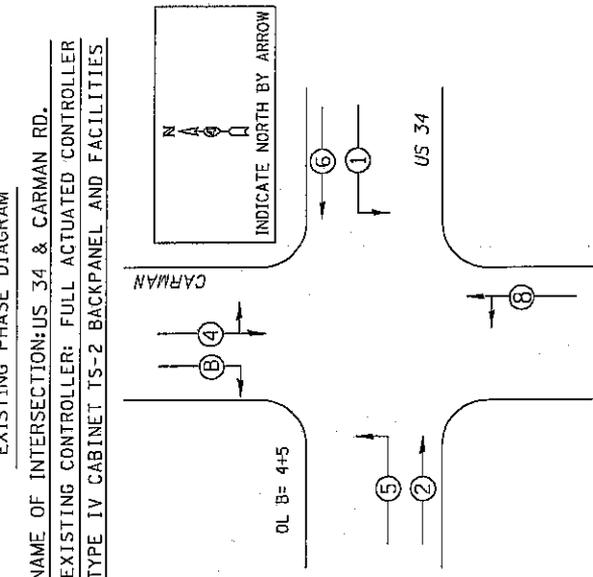 EXISTING PHASE DIAGRAM
NAME OF INTERSECTION:US 34 & CARMAN RD.
EXISTING CONTROLLER: FULL ACTUATED CONTROLLER
TYPE IV CABINET TS-2 BACKPANEL AND FACILITIES
N
INDICATE NORTH BY ARROW
CARMAN
4
B
6
1
US 34
OL B= 4+5
5
2
8